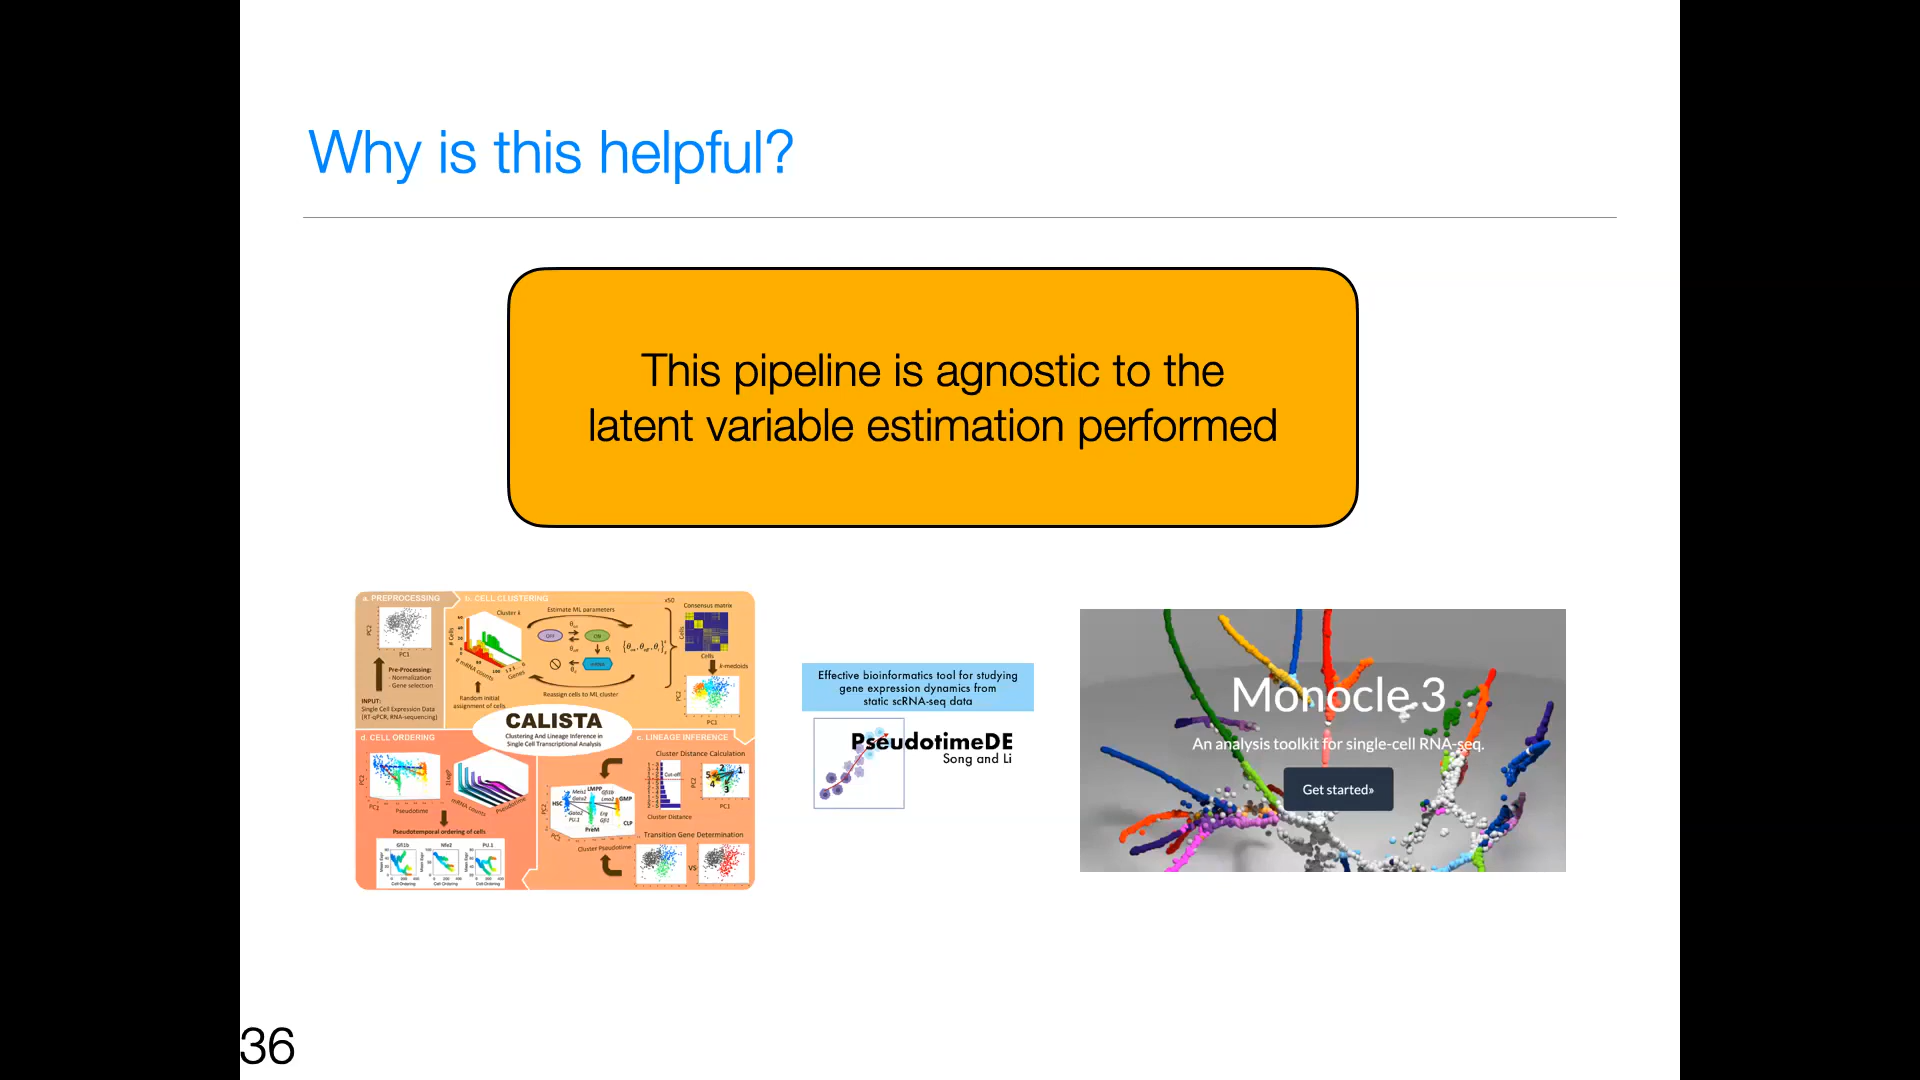 Why is this helpful?
This pipeline is agnostic to the
latent variable estimation performed
a. PREPROCESSING
PC2
PC1
Pre-Processing:
- Normalization
- Gene selection
INPUT:
Single Cell Expression Data
(RT-qPCR, RNA-sequencing)
b. CELL CLUSTERING
Cluster k
# Cells
# mRNA counts
Genes
Random initial
assignment of cells
Estimate ML parameters
OFF
ON
Reassign cells to ML cluster
x50
Consensus matrix
Cells
Cells
k-medoids
PC2
PC1
CALISTA
Clustering And Lineage Inference in
Single Cell Transcriptional Analysis
c. LINEAGE INFERENCE
Cluster Distance Calculation
Cut-off
Cluster Distance
PC2
PC1
HSC
LMPP
GMP
CLP
PreM
Cluster Pseudotime
Transition Gene Determination
VS
d. CELL ORDERING
PC2
PC1
Pseudotime
mRNA counts
Pseudotime
Pseudotemporal ordering of cells
Gfi1b
Nfe2
PU.1
Cell Ordering
Cell Ordering
Cell Ordering
Effective bioinformatics tool for studying
gene expression dynamics from
static scRNA-seq data
PseudotimeDE
Song and Li
Monocle 3
An analysis toolkit for single-cell RNA-seq.
Get started»
36